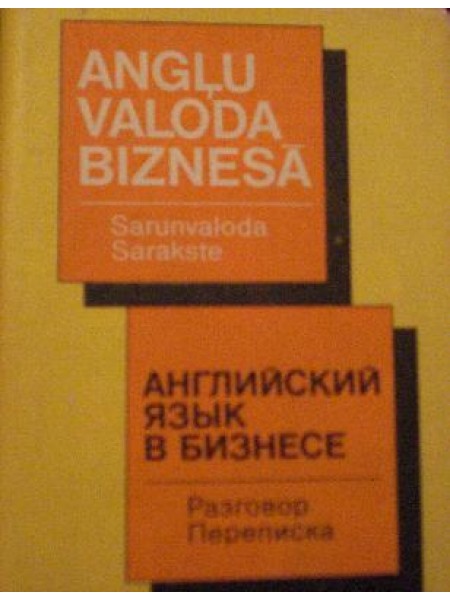 ANGĻU
VALODA
BIZNESĀ
Sarunvaloda
Sarakste
АНГЛИЙСКИЙ
ЯЗЫК
В БИЗНЕСЕ
Разговор
Переписка